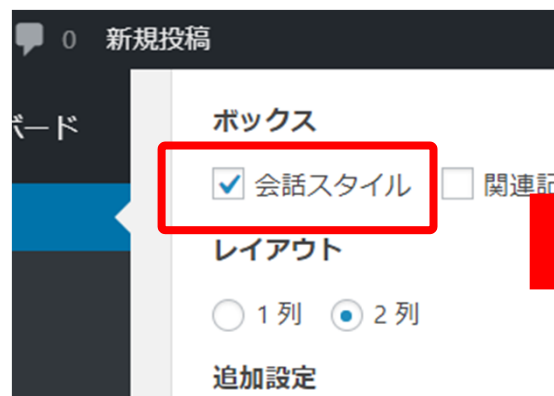 0 新規投稿
ボード
ボックス
会話スタイル 関連記
レイアウト
1列 2列
追加設定